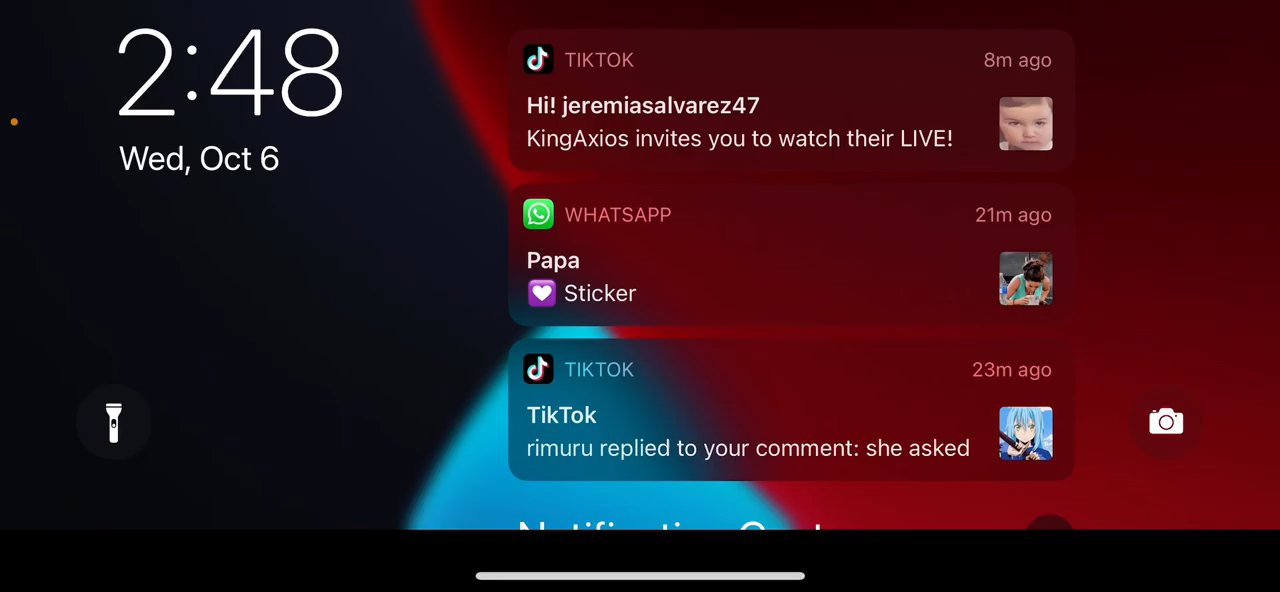 2:48
Wed, Oct 6
TIKTOK 8m ago
Hi! jeremiasalvarez47
KingAxios invites you to watch their LIVE!
WHATSAPP 21m ago
Papa
💟 Sticker
TIKTOK 23m ago
TikTok
rimuru replied to your comment: she asked